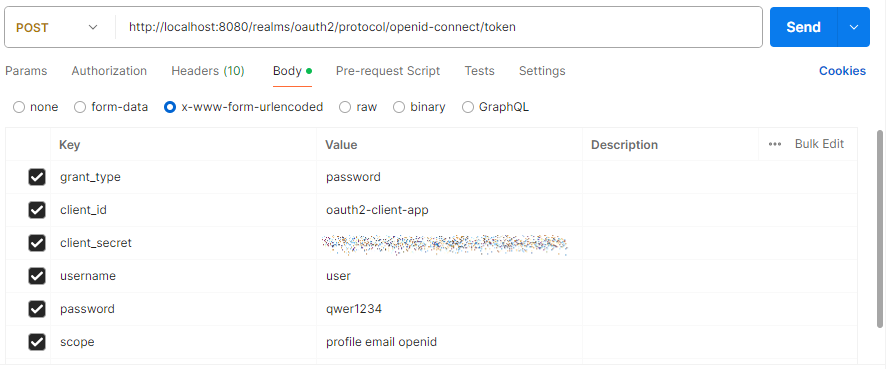 POST http://localhost:8080/realms/oauth2/protocol/openid-connect/token Send
Params Authorization Headers (10) Body Pre-request Script Tests Settings Cookies
none form-data x-www-form-urlencoded raw binary GraphQL
Key Value Description ••• Bulk Edit
grant_type password
client_id oauth2-client-app
client_secret
username user
password qwer1234
scope profile email openid